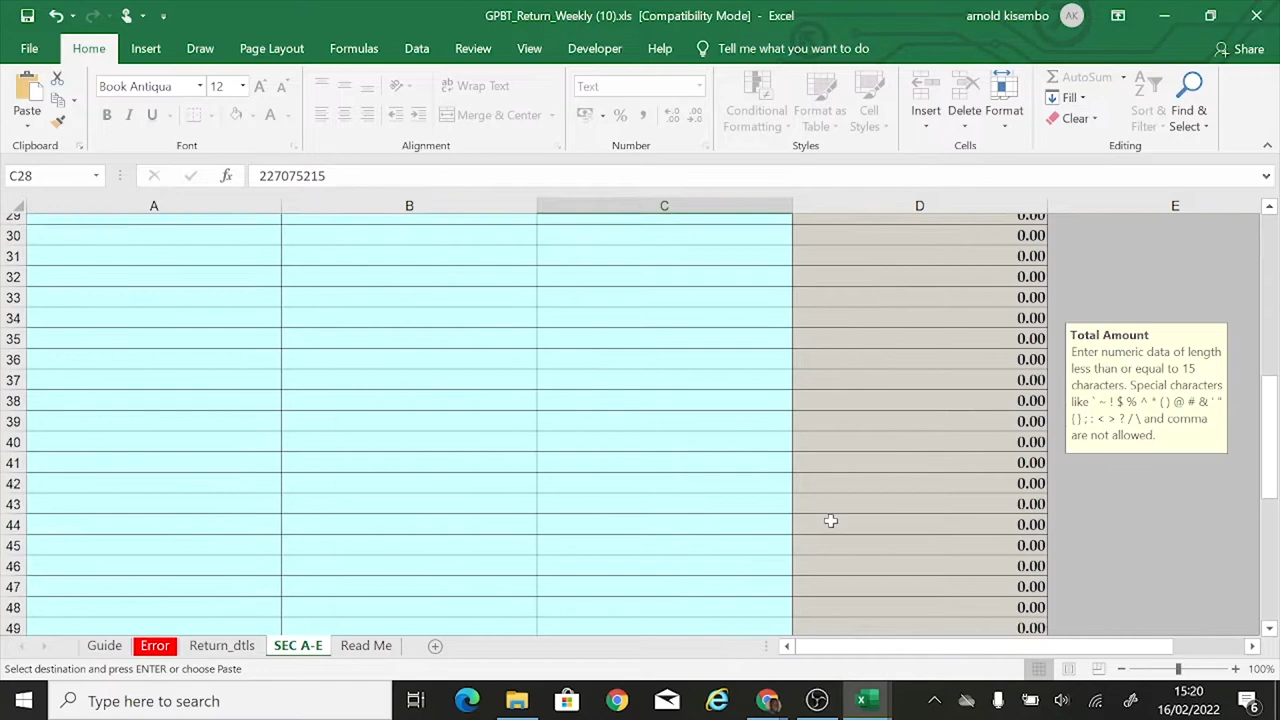 GPBT_Return_Weekly (10).xls [Compatibility Mode] - Excel
arnold kisembo AK
File Home Insert Draw Page Layout Formulas Data Review View Developer Help Tell me what you want to do Share
Book Antiqua 12
Wrap Text
Text
AutoSum
Paste
B I U
Merge & Center
% 
Conditional Formatting
Format as Table
Cell Styles
Insert Delete Format
Fill
Clear
Sort & Filter
Find & Select
Clipboard Font Alignment Number Styles Cells Editing
C28 fx 227075215
A B C D E
29 0.00
30 0.00
31 0.00
32 0.00
33 0.00
34 0.00
35 0.00
36 0.00
37 0.00
38 0.00
39 0.00
40 0.00
41 0.00
42 0.00
43 0.00
44 0.00
45 0.00
46 0.00
47 0.00
48 0.00
49 0.00
Total Amount
Enter numeric data of length
less than or equal to 15
characters. Special characters
like ` ~ ! $ % ^ * ( ) @ # & ' "
{ } ; : < > ? / \ and comma
are not allowed.
Guide Error Return_dtls SEC A-E Read Me
Select destination and press ENTER or choose Paste
100%
Type here to search
15:20
16/02/2022
6